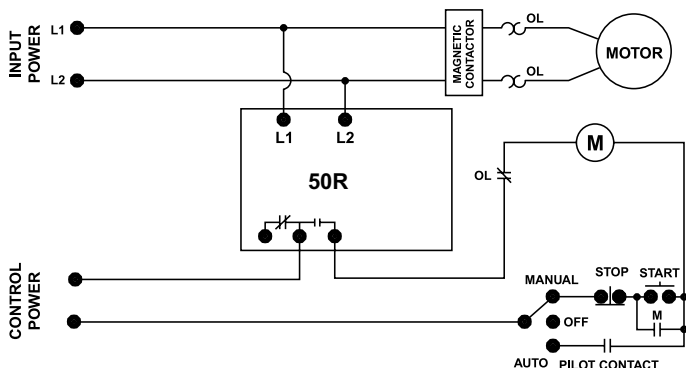 INPUT POWER
L1
L2
MAGNETIC CONTACTOR
OL
OL
MOTOR
L1 L2
50R
M
OL
CONTROL POWER
MANUAL
STOP START
OFF
M
AUTO PILOT CONTACT